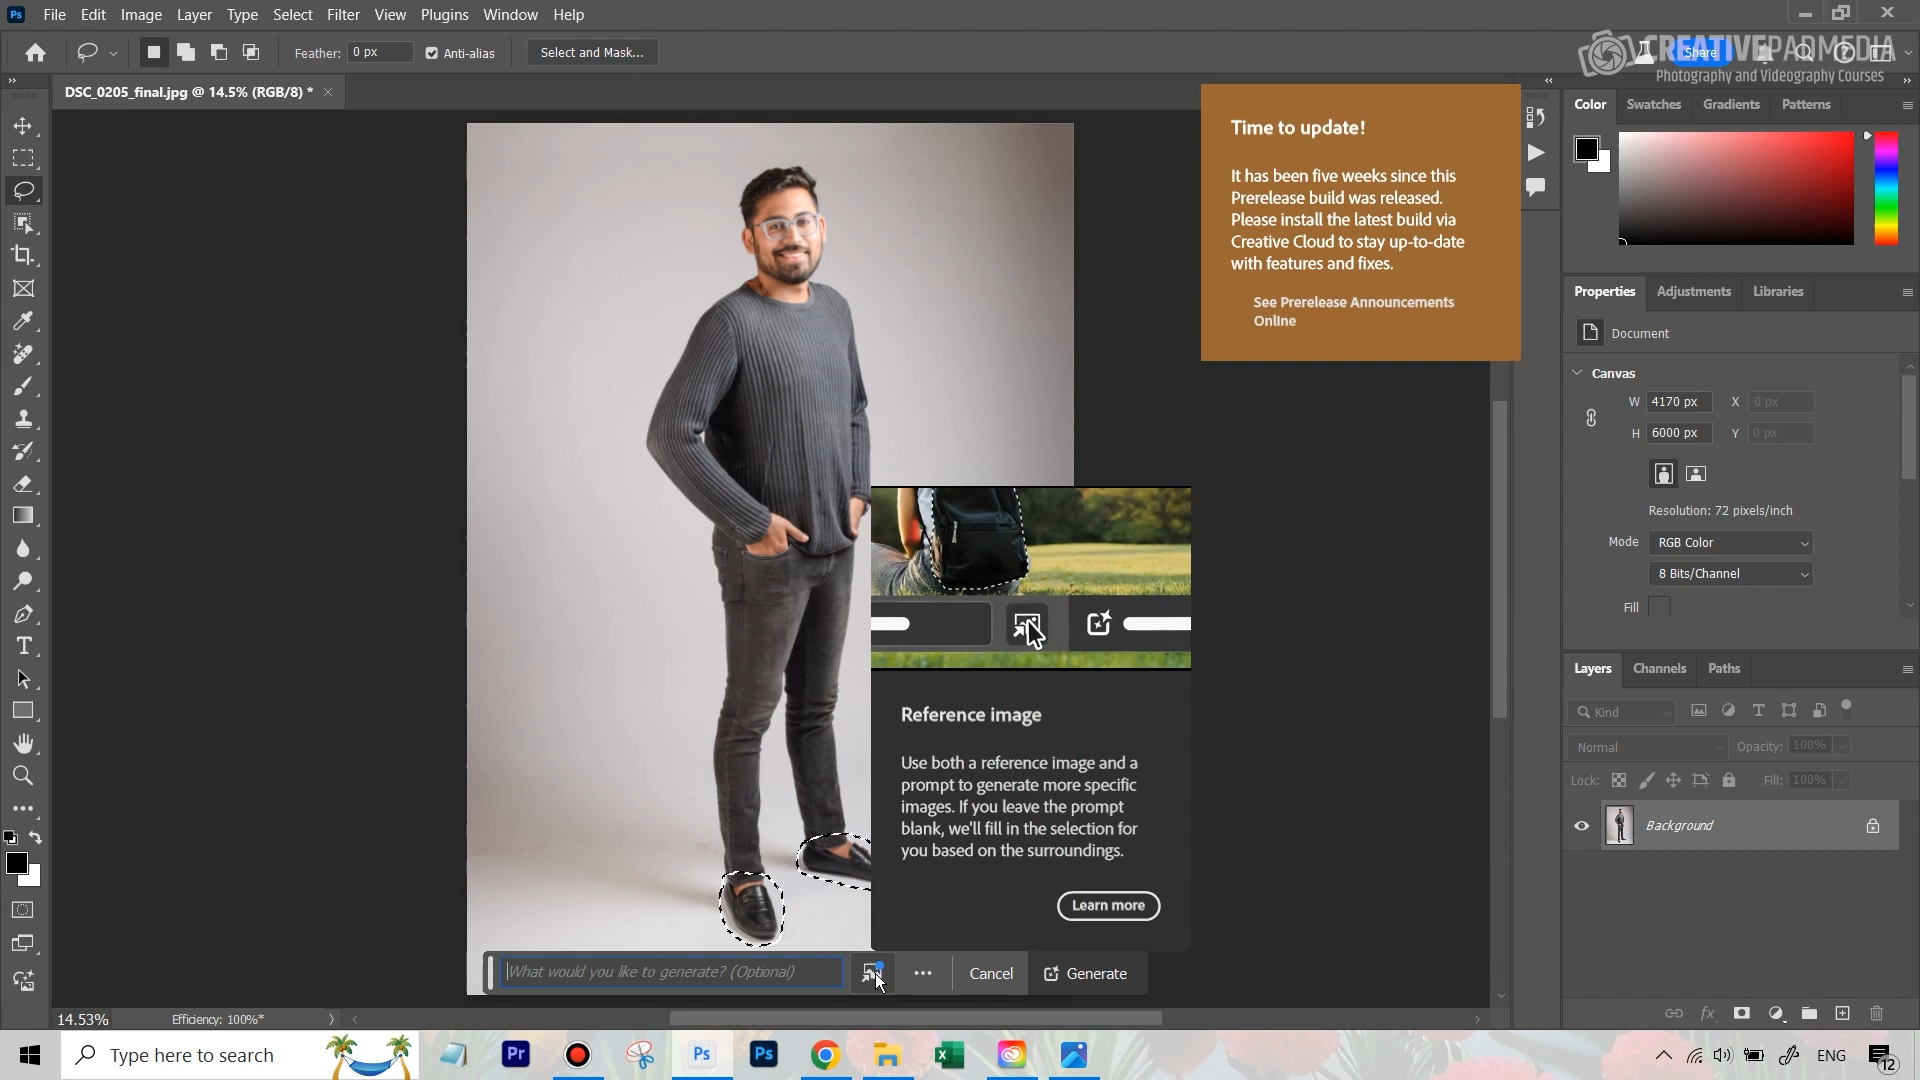 Ps File Edit Image Layer Type Select Filter View Plugins Window Help
Feather: 0 px Anti-alias Select and Mask... Share
CREATIVEPADMEDIA
Photography and Videography Courses
DSC_0205_final.jpg @ 14.5% (RGB/8) *
Time to update!
It has been five weeks since this
Prerelease build was released.
Please install the latest build via
Creative Cloud to stay up-to-date
with features and fixes.
See Prerelease Announcements
Online
Color Swatches Gradients Patterns
Properties Adjustments Libraries
Document
Canvas
W 4170 px X 0 px
H 6000 px Y 0 px
Resolution: 72 pixels/inch
Mode RGB Color
8 Bits/Channel
Fill
Reference image
Use both a reference image and a
prompt to generate more specific
images. If you leave the prompt
blank, we'll fill in the selection for
you based on the surroundings.
Learn more
What would you like to generate? (Optional)
Cancel Generate
Layers Channels Paths
Kind
Normal Opacity: 100%
Lock: Fill: 100%
Background
fx
14.53% Efficiency: 100%*
Type here to search
Pr Ps Ps
ENG
12